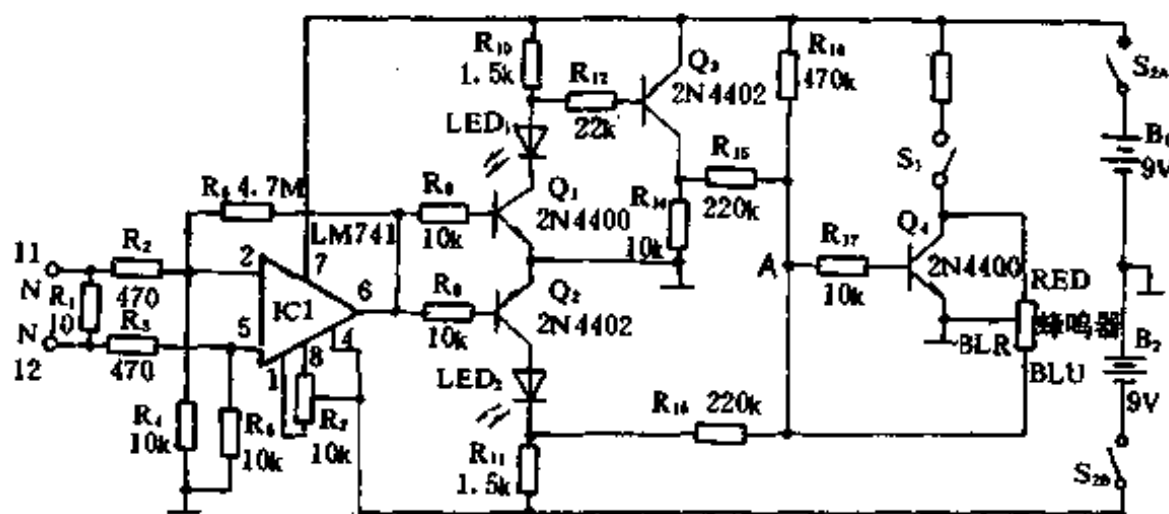 R₁₀
1.5k
R₁₂
22k
Q₃
2N4402
R₁₈
470k
S₂ₐ
B₁
9V
LED₁
R₈ 4.7M
R₉
10k
Q₁
2N4400
R₁₄
10k
R₁₅
220k
S₁
LM741
11
N
N
12
R₁
10
R₂
470
R₃
470
2
7
5
6
1
8
4
IC1
R₉
10k
Q₂
2N4402
A
R₁₇
10k
Q₄
2N4400
RED
蜂鸣器
BLR
BLU
B₂
9V
LED₂
R₁₆ 220k
R₄
10k
R₆
10k
R₇
10k
R₁₁
1.5k
S₂ʙ